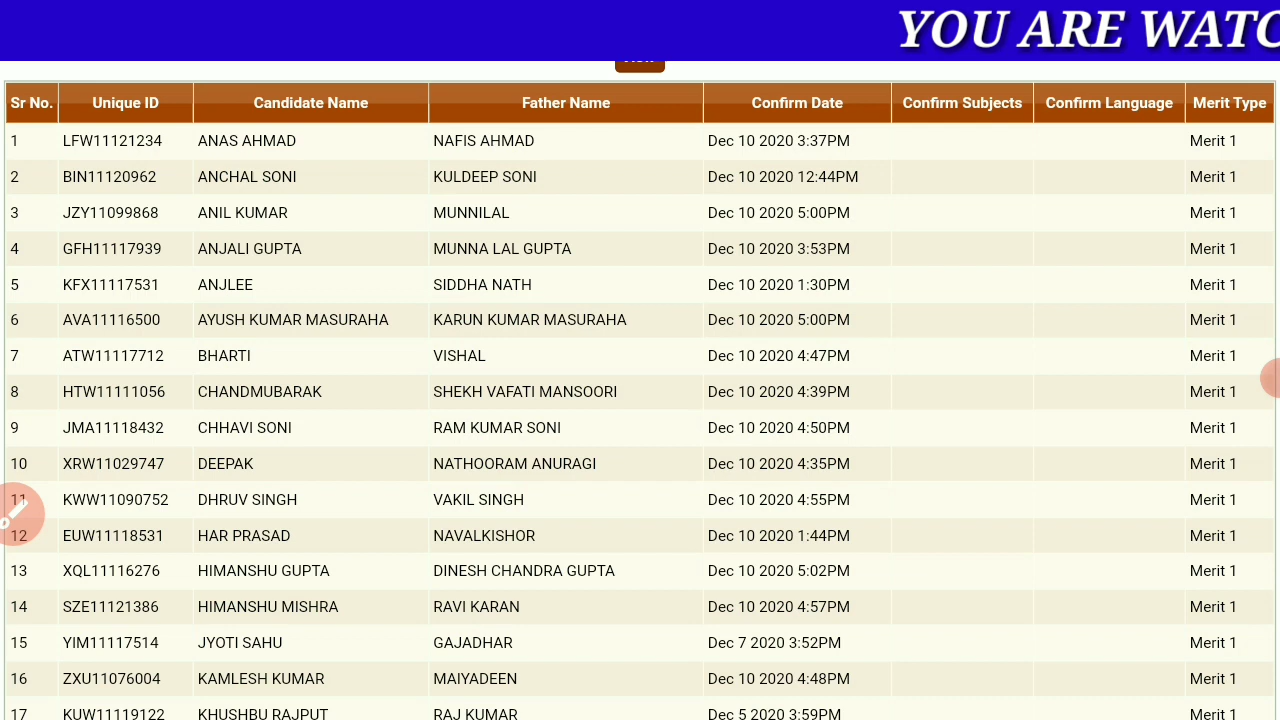 YOU ARE WATC
Sr No. Unique ID Candidate Name Father Name Confirm Date Confirm Subjects Confirm Language Merit Type
1 LFW11121234 ANAS AHMAD NAFIS AHMAD Dec 10 2020 3:37PM Merit 1
2 BIN11120962 ANCHAL SONI KULDEEP SONI Dec 10 2020 12:44PM Merit 1
3 JZY11099868 ANIL KUMAR MUNNILAL Dec 10 2020 5:00PM Merit 1
4 GFH11117939 ANJALI GUPTA MUNNA LAL GUPTA Dec 10 2020 3:53PM Merit 1
5 KFX11117531 ANJLEE SIDDHA NATH Dec 10 2020 1:30PM Merit 1
6 AVA11116500 AYUSH KUMAR MASURAHA KARUN KUMAR MASURAHA Dec 10 2020 5:00PM Merit 1
7 ATW11117712 BHARTI VISHAL Dec 10 2020 4:47PM Merit 1
8 HTW11111056 CHANDMUBARAK SHEKH VAFATI MANSOORI Dec 10 2020 4:39PM Merit 1
9 JMA11118432 CHHAVI SONI RAM KUMAR SONI Dec 10 2020 4:50PM Merit 1
10 XRW11029747 DEEPAK NATHOORAM ANURAGI Dec 10 2020 4:35PM Merit 1
11 KWW11090752 DHRUV SINGH VAKIL SINGH Dec 10 2020 4:55PM Merit 1
12 EUW11118531 HAR PRASAD NAVALKISHOR Dec 10 2020 1:44PM Merit 1
13 XQL11116276 HIMANSHU GUPTA DINESH CHANDRA GUPTA Dec 10 2020 5:02PM Merit 1
14 SZE11121386 HIMANSHU MISHRA RAVI KARAN Dec 10 2020 4:57PM Merit 1
15 YIM11117514 JYOTI SAHU GAJADHAR Dec 7 2020 3:52PM Merit 1
16 ZXU11076004 KAMLESH KUMAR MAIYADEEN Dec 10 2020 4:48PM Merit 1
17 KUW11119122 KHUSHBU RAJPUT RAJ KUMAR Dec 5 2020 3:59PM Merit 1